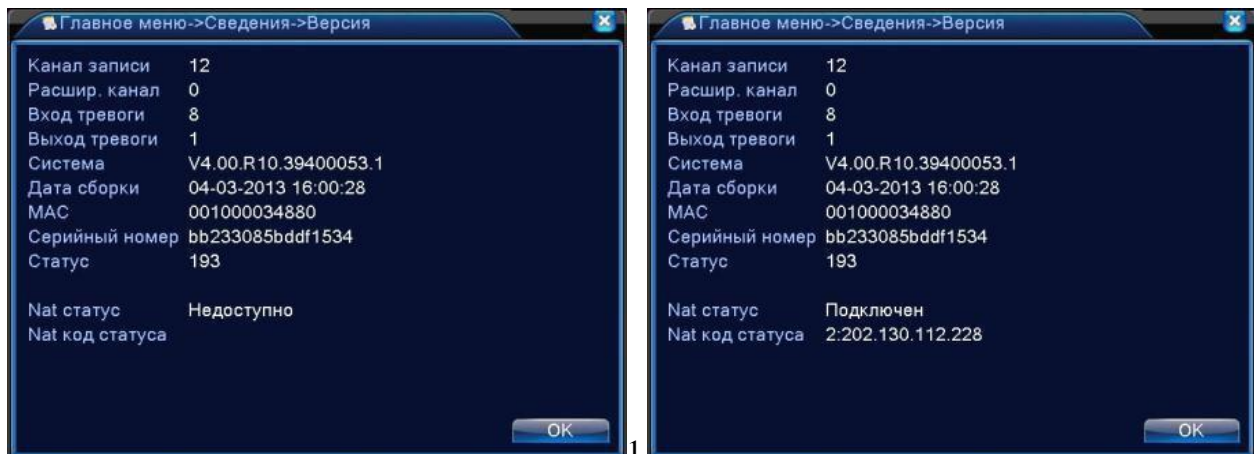 Главное меню->Сведения->Версия
Канал записи 12
Расшир. канал 0
Вход тревоги 8
Выход тревоги 1
Система V4.00.R10.39400053.1
Дата сборки 04-03-2013 16:00:28
MAC 001000034880
Серийный номер bb233085bddf1534
Статус 193
Nat статус Недоступно
Nat код статуса
OK
1
Главное меню->Сведения->Версия
Канал записи 12
Расшир. канал 0
Вход тревоги 8
Выход тревоги 1
Система V4.00.R10.39400053.1
Дата сборки 04-03-2013 16:00:28
MAC 001000034880
Серийный номер bb233085bddf1534
Статус 193
Nat статус Подключен
Nat код статуса 2:202.130.112.228
OK